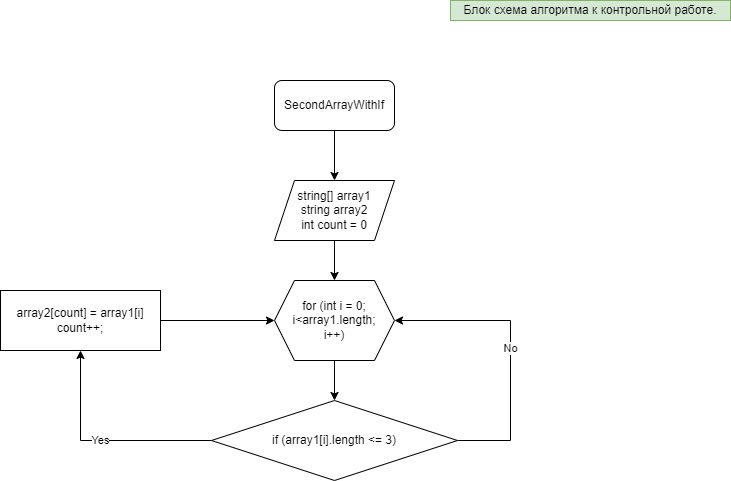 Блок схема алгоритма к контрольной работе.
SecondArrayWithIf
string[] array1
string array2
int count = 0
for (int i = 0;
i<array1.length;
i++)
array2[count] = array1[i]
count++;
No
if (array1[i].length <= 3)
Yes